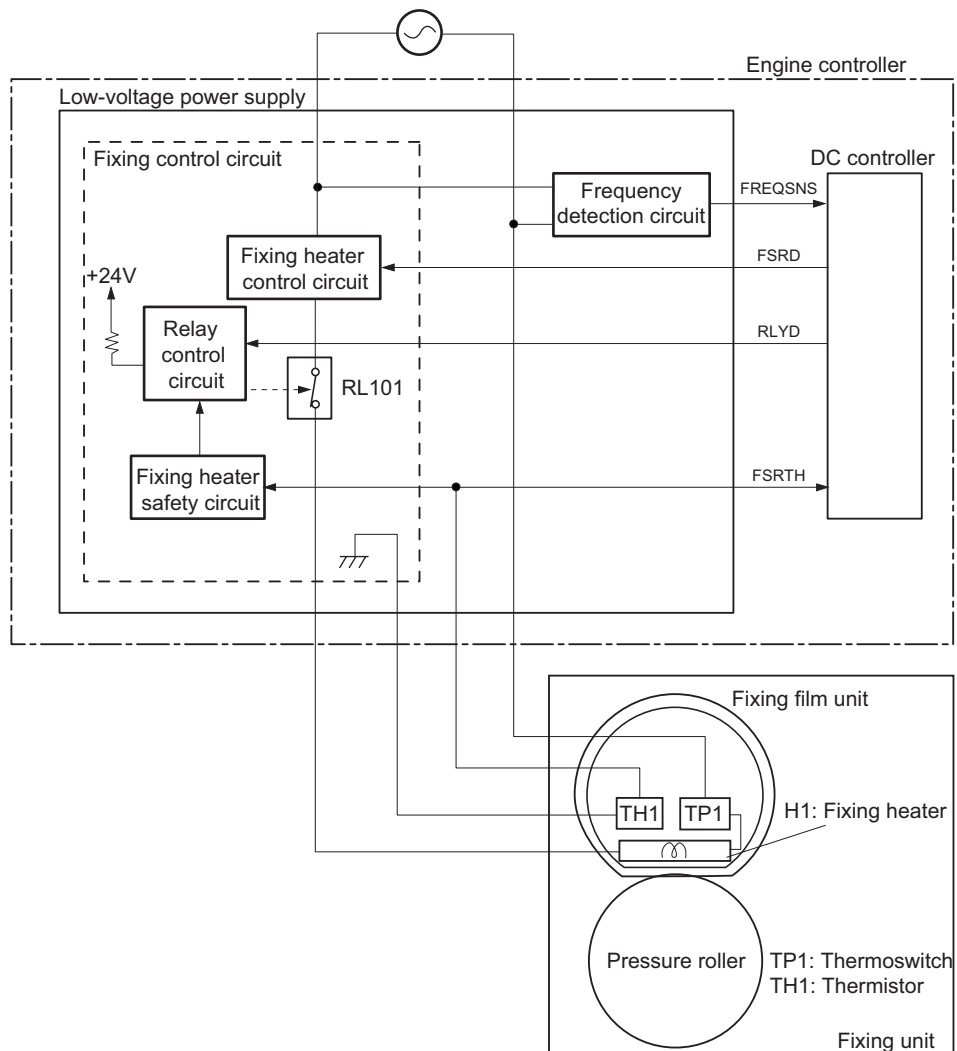 Engine controller
Low-voltage power supply
Fixing control circuit
DC controller
Frequency
detection circuit
FREQSNS
Fixing heater
control circuit
FSRD
+24V
Relay
control
circuit
RLYD
RL101
Fixing heater
safety circuit
FSRTH
Fixing film unit
TH1
TP1
H1: Fixing heater
Pressure roller
TP1: Thermoswitch
TH1: Thermistor
Fixing unit